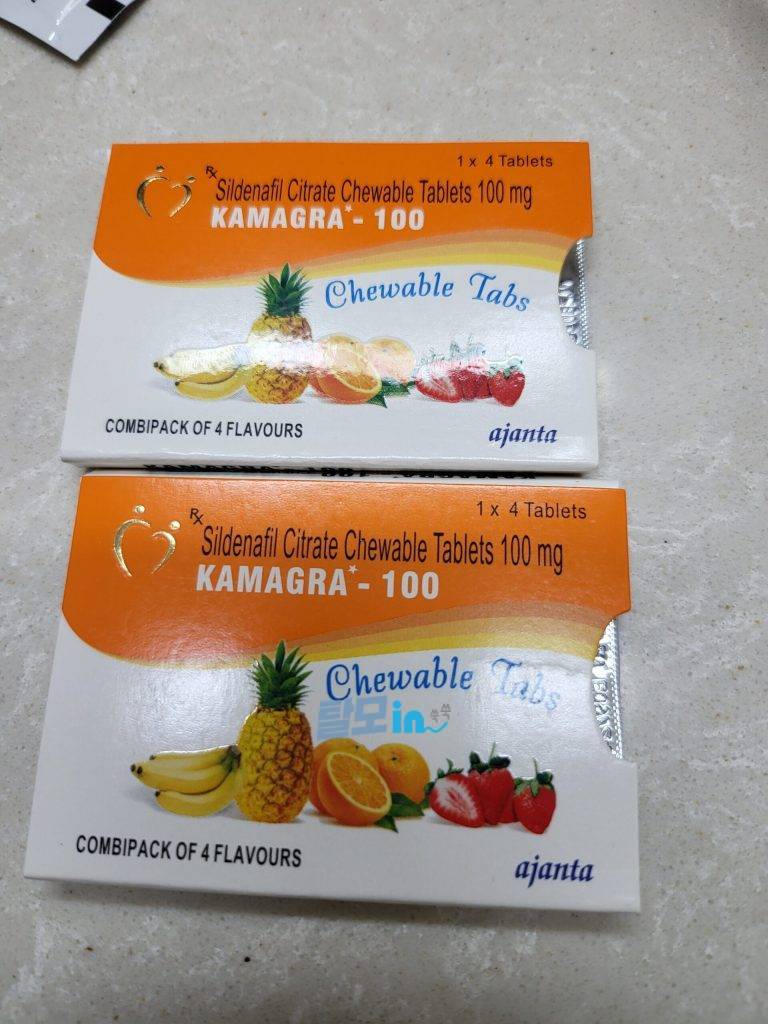 1 x 4 Tablets
Rx Sildenafil Citrate Chewable Tablets 100 mg
KAMAGRA*- 100
Chewable Tabs
COMBIPACK OF 4 FLAVOURS
ajanta
1 x 4 Tablets
Rx Sildenafil Citrate Chewable Tablets 100 mg
KAMAGRA*- 100
Chewable Tabs
탈모in
COMBIPACK OF 4 FLAVOURS
ajanta